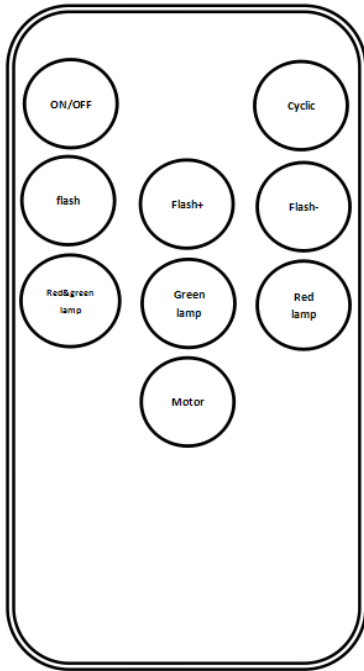 ON/OFF
Cyclic
flash
Flash+
Flash-
Red&green
lamp
Green
lamp
Red
lamp
Motor